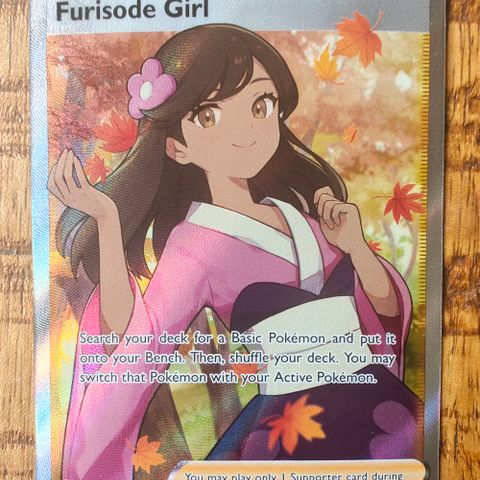 Furisode Girl
Search your deck for a Basic Pokémon and put it
onto your Bench. Then, shuffle your deck. You may
switch that Pokémon with your Active Pokémon.
You may play only 1 Supporter card during